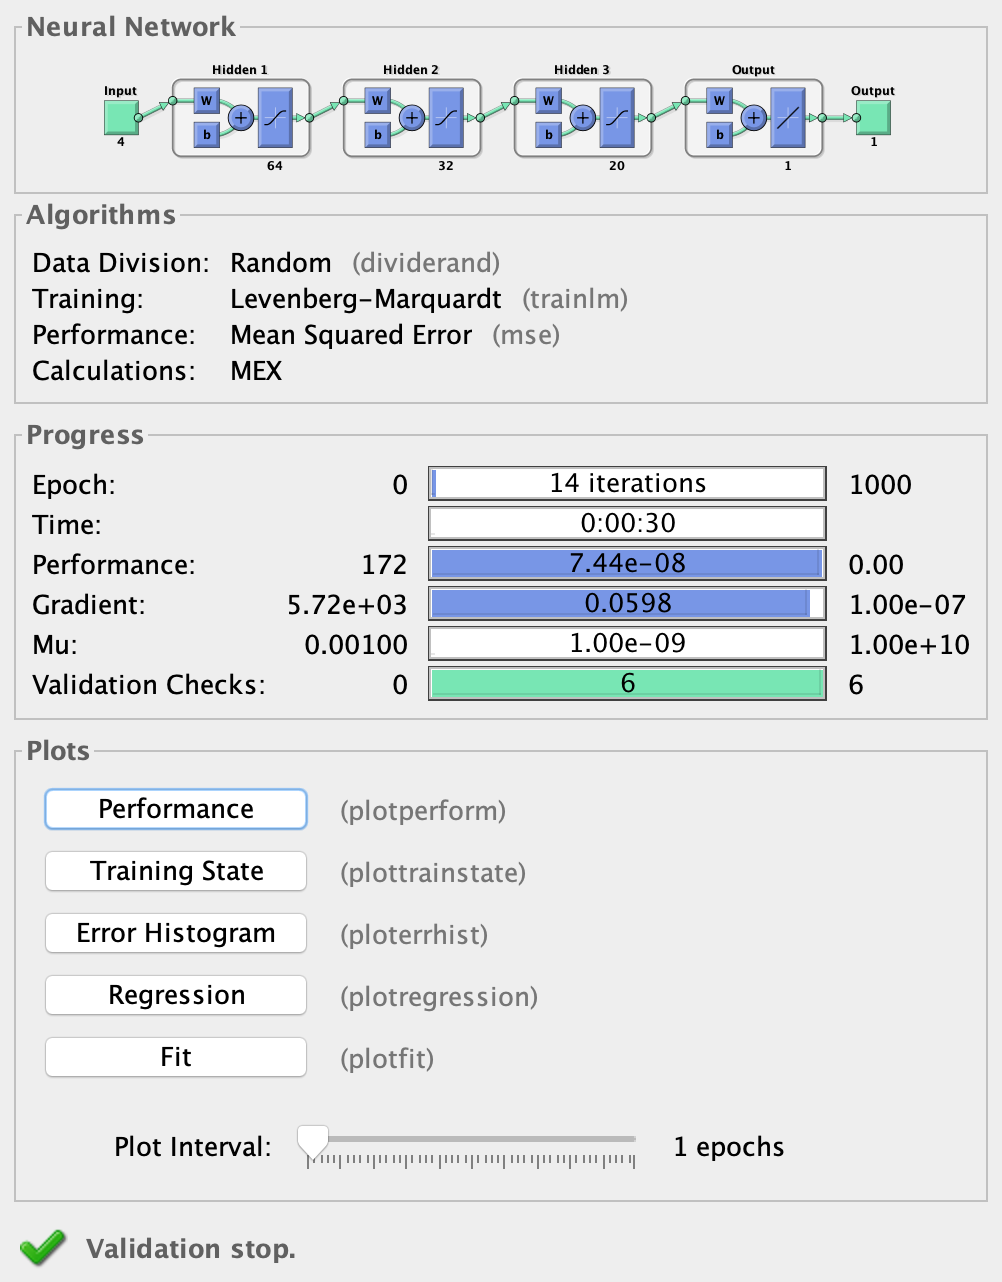 Neural Network
Hidden 1 Hidden 2 Hidden 3 Output
Input Output
W W W W
+ + + +
b b b b
4 1
64 32 20 1
Algorithms
Data Division: Random (dividerand)
Training: Levenberg-Marquardt (trainlm)
Performance: Mean Squared Error (mse)
Calculations: MEX
Progress
Epoch: 0 14 iterations 1000
Time: 0:00:30
Performance: 172 7.44e-08 0.00
Gradient: 5.72e+03 0.0598 1.00e-07
Mu: 0.00100 1.00e-09 1.00e+10
Validation Checks: 0 6 6
Plots
Performance (plotperform)
Training State (plottrainstate)
Error Histogram (ploterrhist)
Regression (plotregression)
Fit (plotfit)
Plot Interval: 1 epochs
Validation stop.